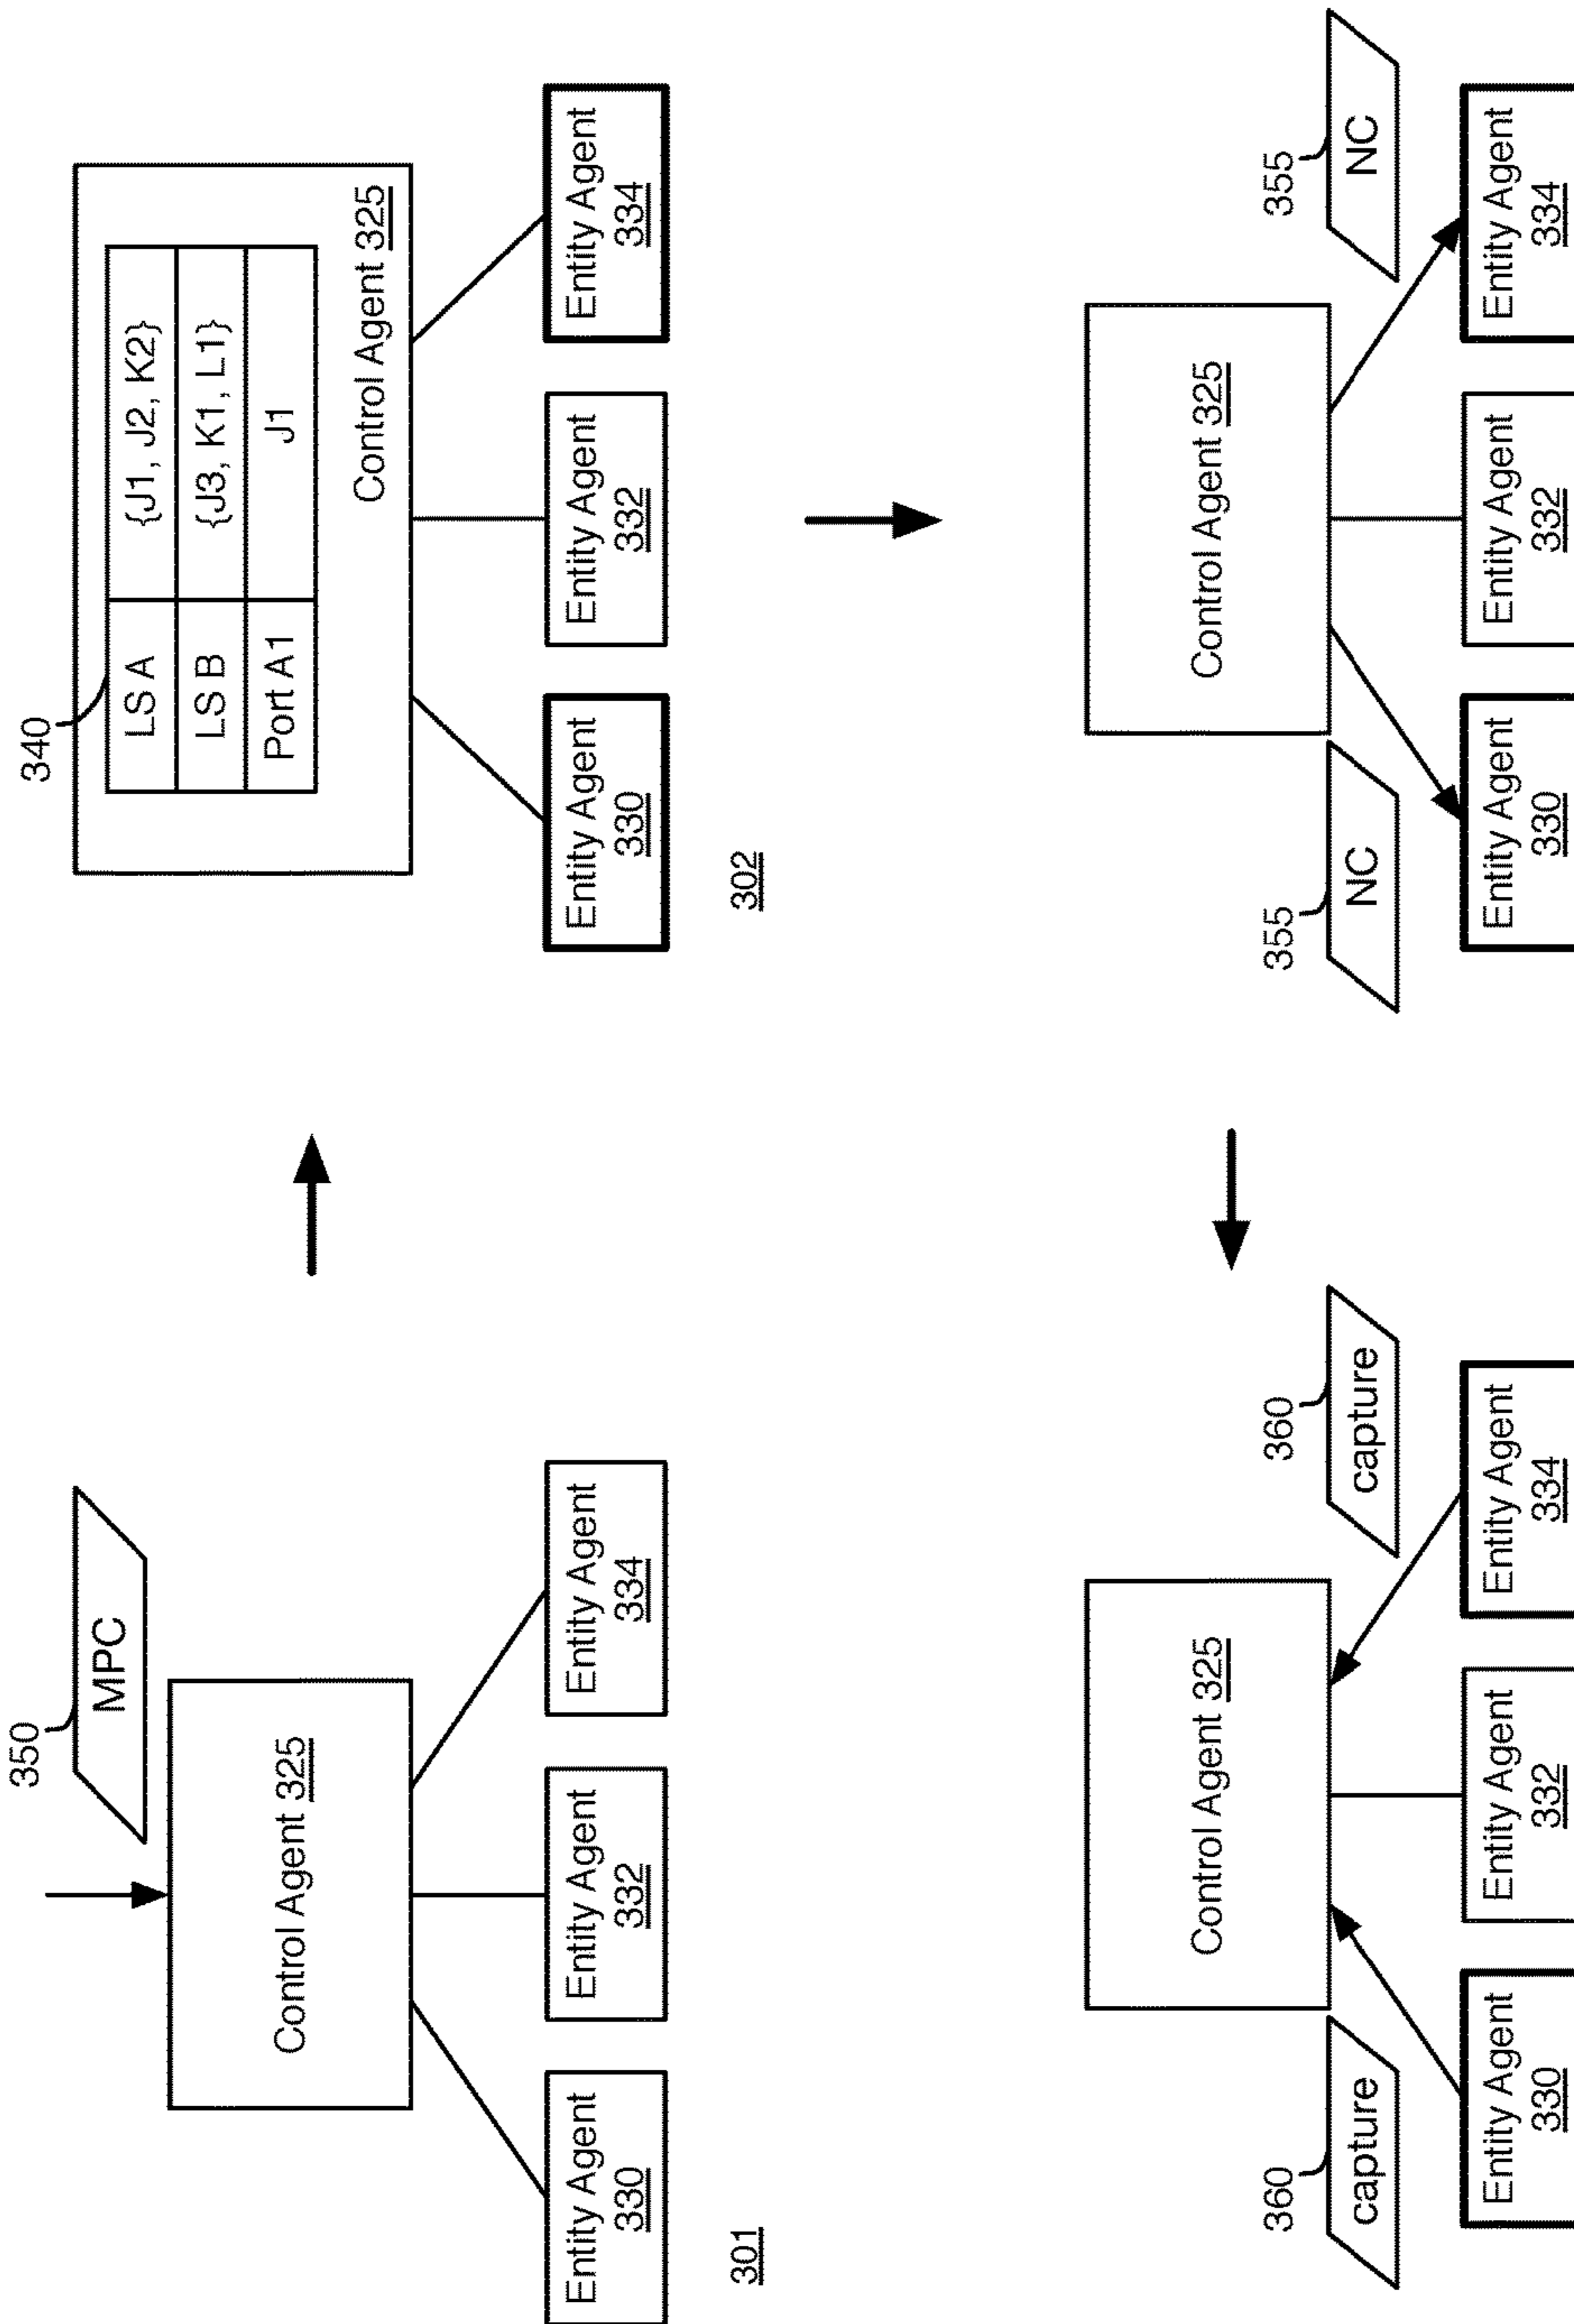 350
MPC
Control Agent 325
Entity Agent
330
Entity Agent
332
Entity Agent
334
301
340
LS A
{J1, J2, K2}
LS B
{J3, K1, L1}
Port A1
J1
Control Agent 325
Entity Agent
330
Entity Agent
332
Entity Agent
334
302
360
capture
Control Agent 325
360
capture
Entity Agent
330
Entity Agent
332
Entity Agent
334
355
NC
Control Agent 325
355
NC
Entity Agent
330
Entity Agent
332
Entity Agent
334